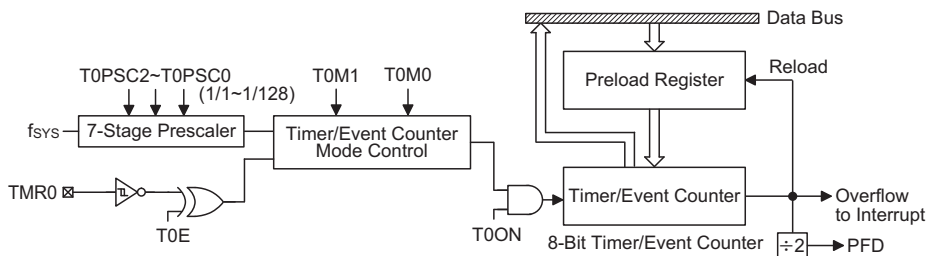 Data Bus
T0PSC2~T0PSC0
(1/1~1/128)
T0M1
T0M0
Preload Register
Reload
fSYS
7-Stage Prescaler
Timer/Event Counter
Mode Control
TMR0
T0E
T0ON
Timer/Event Counter
8-Bit Timer/Event Counter
Overflow
to Interrupt
÷2
PFD